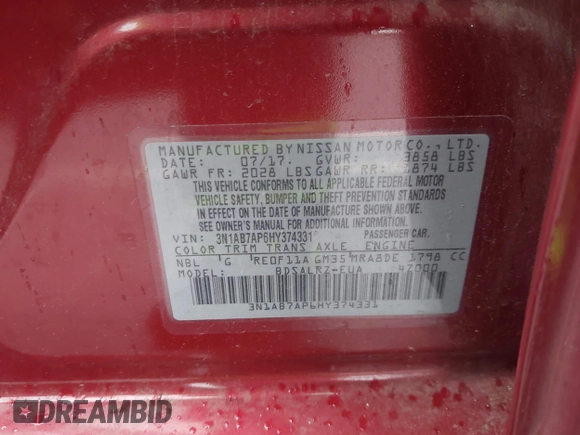 MANUFACTURED BY NISSAN MOTOR CO., LTD.
DATE: 07/17. GVWR: 3858 LBS
GAWR FR: 2028 LBS GAWR RR: 1874 LBS
THIS VEHICLE CONFORMS TO ALL APPLICABLE FEDERAL MOTOR
VEHICLE SAFETY, BUMPER AND THEFT PREVENTION STANDARDS
IN EFFECT ON THE DATE OF MANUFACTURE SHOWN ABOVE.
SEE OWNER'S MANUAL FOR ADDITIONAL INFORMATION.
VIN: 3N1AB7AP6HY374331 PASSENGER CAR.
COLOR TRIM TRANS AXLE ENGINE
NBL G RE0F11A GM35 MRA8DE 1798 CC
MODEL: BDSALRZ-EUA 4Z000
3N1AB7AP6HY374331
DREAMBID